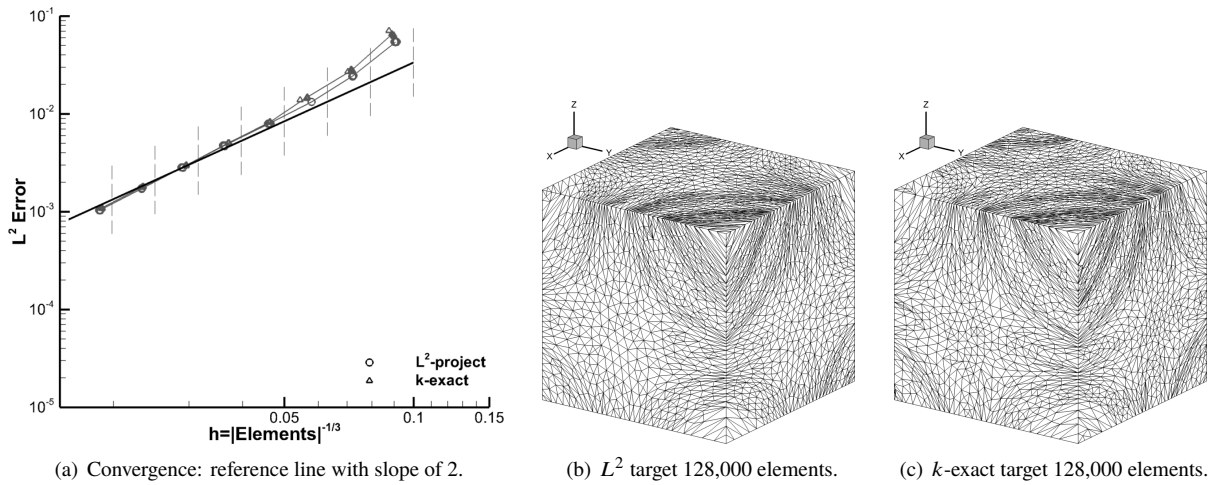 10⁻¹
10⁻²
10⁻³
10⁻⁴
10⁻⁵
L² Error
L²-project
k-exact
0.05
0.1
0.15
h=|Elements|⁻¹/³
(a) Convergence: reference line with slope of 2.
Z
X
Y
(b) L² target 128,000 elements.
Z
X
Y
(c) k-exact target 128,000 elements.